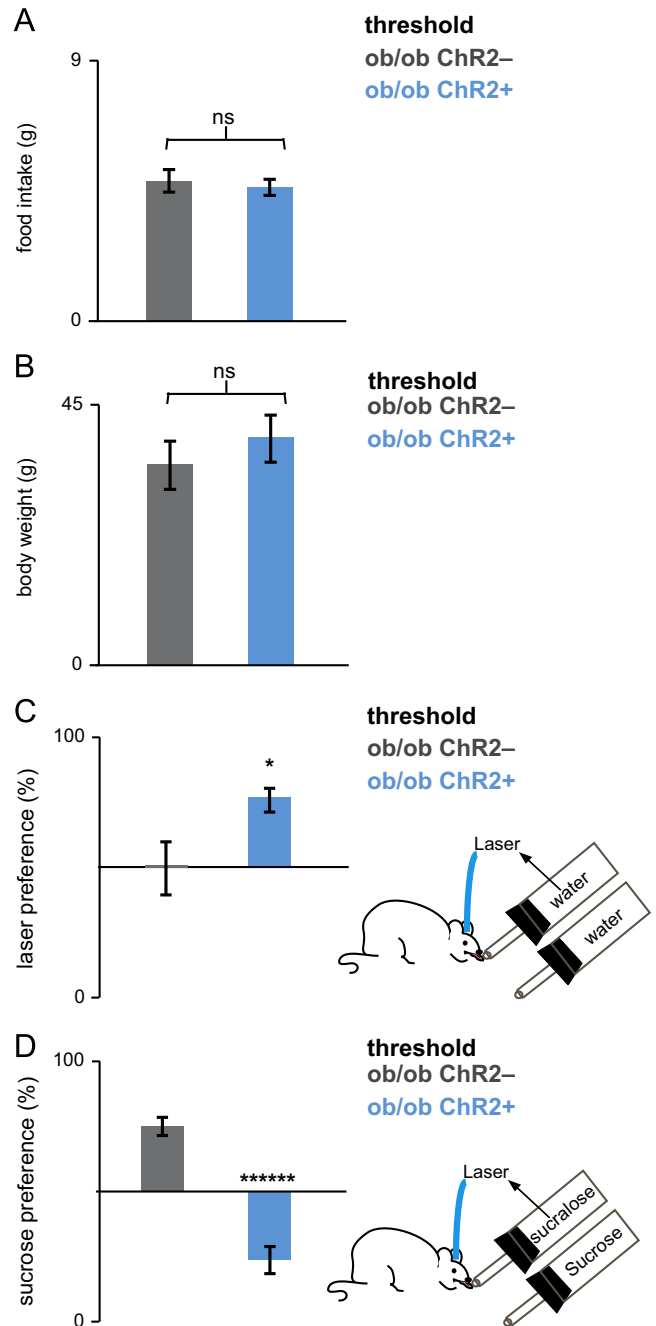 A
threshold
ob/ob ChR2–
ob/ob ChR2+
9
ns
food intake (g)
0
B
threshold
ob/ob ChR2–
ob/ob ChR2+
45
ns
body weight (g)
0
C
threshold
ob/ob ChR2–
ob/ob ChR2+
100
*
laser preference (%)
Laser
water
water
0
D
threshold
ob/ob ChR2–
ob/ob ChR2+
100
******
sucrose preference (%)
Laser
sucralose
Sucrose
0